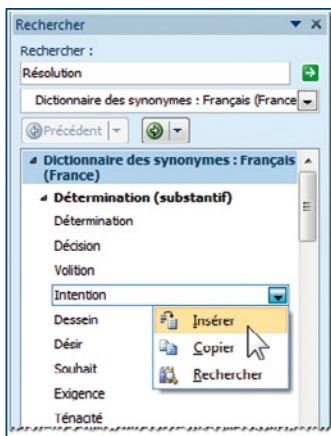 Rechercher
Rechercher :
Résolution
Dictionnaire des synonymes : Français (France
Précédent
Dictionnaire des synonymes : Français
(France)
Détermination (substantif)
Détermination
Décision
Volition
Intention
Dessein
Insérer
Désir
Copier
Souhait
Rechercher
Exigence
Ténacité